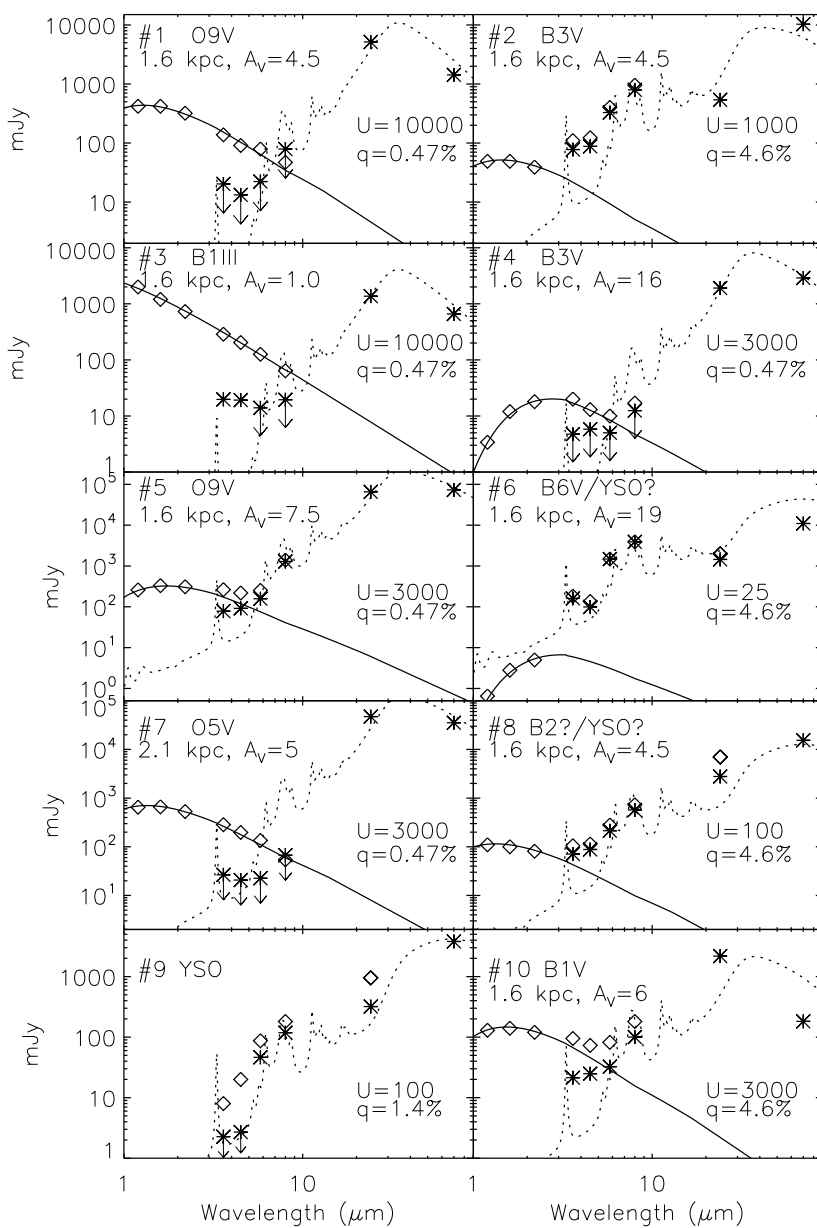 #1 O9V
1.6 kpc, A_V=4.5
U=10000
q=0.47%
#2 B3V
1.6 kpc, A_V=4.5
U=1000
q=4.6%
10000
1000
100
10
mJy
#3 B1III
1.6 kpc, A_V=1.0
U=10000
q=0.47%
#4 B3V
1.6 kpc, A_V=16
U=3000
q=0.47%
10000
1000
100
10
1
mJy
#5 O9V
1.6 kpc, A_V=7.5
U=3000
q=0.47%
#6 B6V/YSO?
1.6 kpc, A_V=19
U=25
q=4.6%
10^5
10^4
10^3
10^2
10^1
10^0
mJy
#7 O5V
2.1 kpc, A_V=5
U=3000
q=0.47%
#8 B2?/YSO?
1.6 kpc, A_V=4.5
U=100
q=4.6%
10^5
10^4
10^3
10^2
10^1
mJy
#9 YSO
U=100
q=1.4%
#10 B1V
1.6 kpc, A_V=6
U=3000
q=4.6%
1000
100
10
1
mJy
1 10
1 10
Wavelength (μm)
Wavelength (μm)